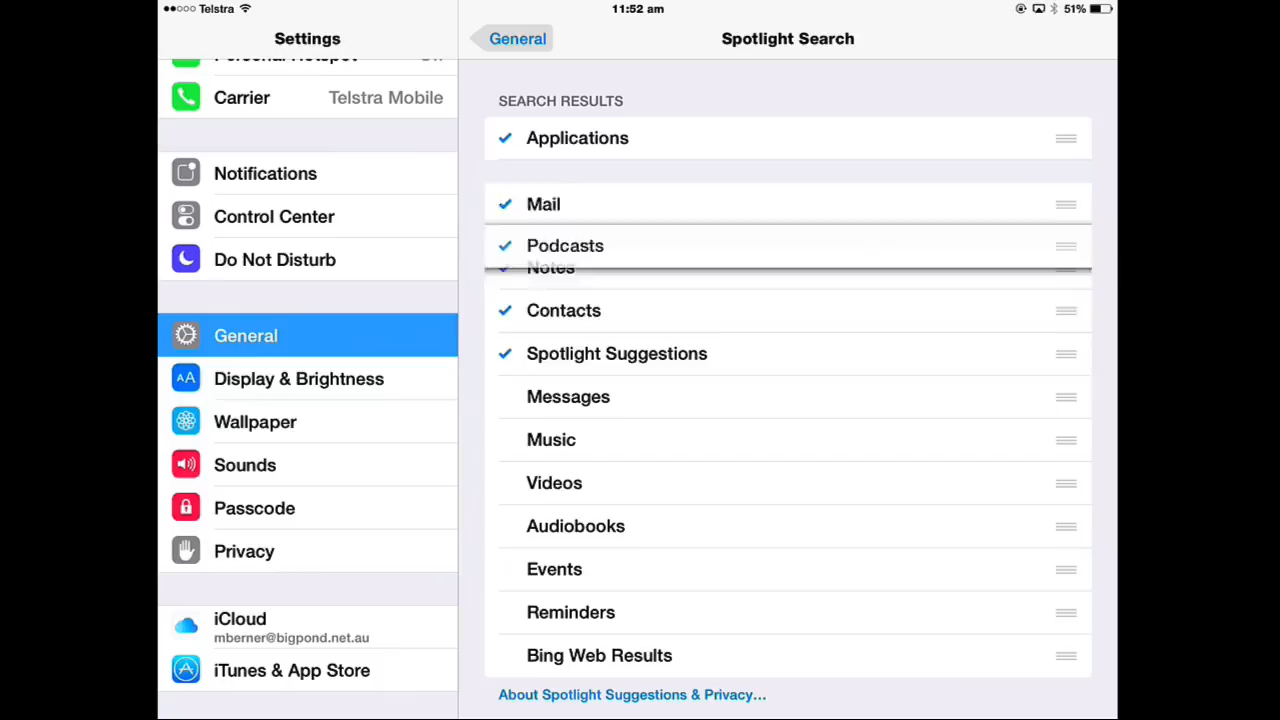 Telstra
11:52 am
51%
Settings
General
Spotlight Search
Personal Hotspot
Carrier
Telstra Mobile
Notifications
Control Center
Do Not Disturb
General
Display & Brightness
Wallpaper
Sounds
Passcode
Privacy
iCloud
mberner@bigpond.net.au
iTunes & App Store
SEARCH RESULTS
Applications
Mail
Podcasts
Notes
Contacts
Spotlight Suggestions
Messages
Music
Videos
Audiobooks
Events
Reminders
Bing Web Results
About Spotlight Suggestions & Privacy...